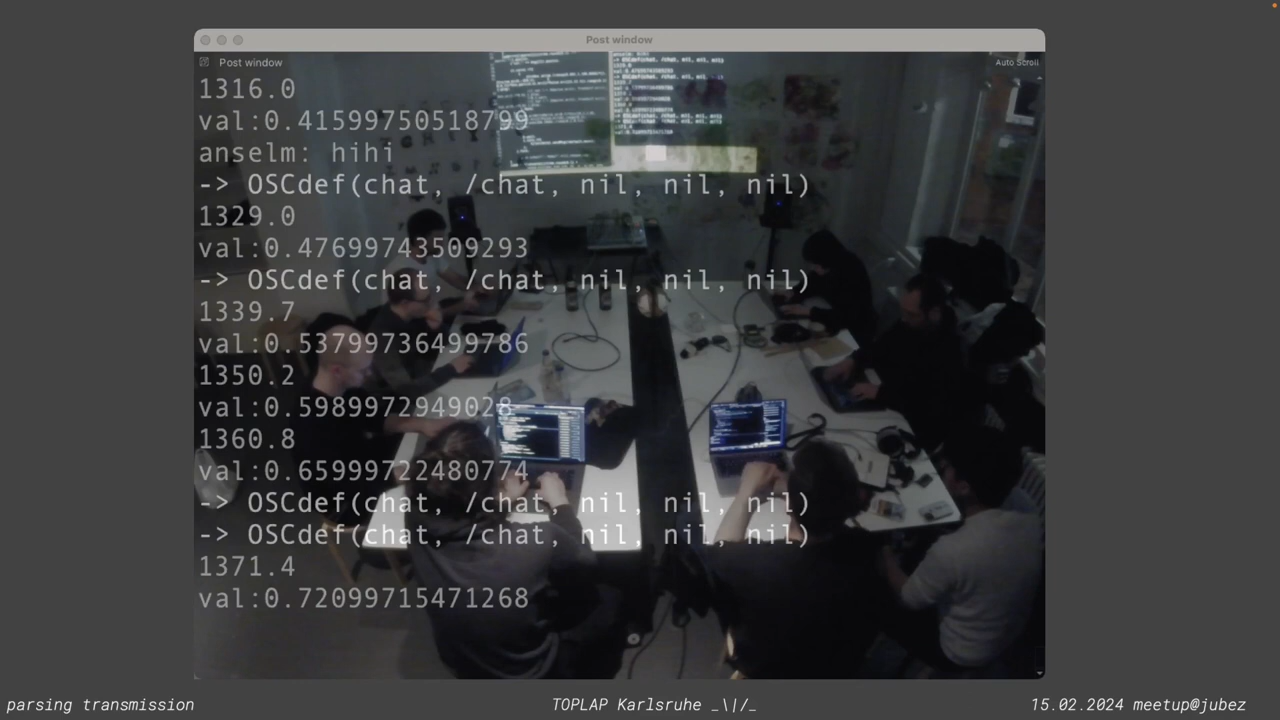 Post window
Post window
Auto Scroll
1316.0
val:0.41599750518799
anselm: hihi
-> OSCdef(chat, /chat, nil, nil, nil)
1329.0
val:0.47699743509293
-> OSCdef(chat, /chat, nil, nil, nil)
1339.7
val:0.53799736499786
1350.2
val:0.5989972949028
1360.8
val:0.65999722480774
-> OSCdef(chat, /chat, nil, nil, nil)
-> OSCdef(chat, /chat, nil, nil, nil)
1371.4
val:0.72099715471268
parsing transmission
TOPLAP Karlsruhe _\|/_
15.02.2024 meetup@jubez